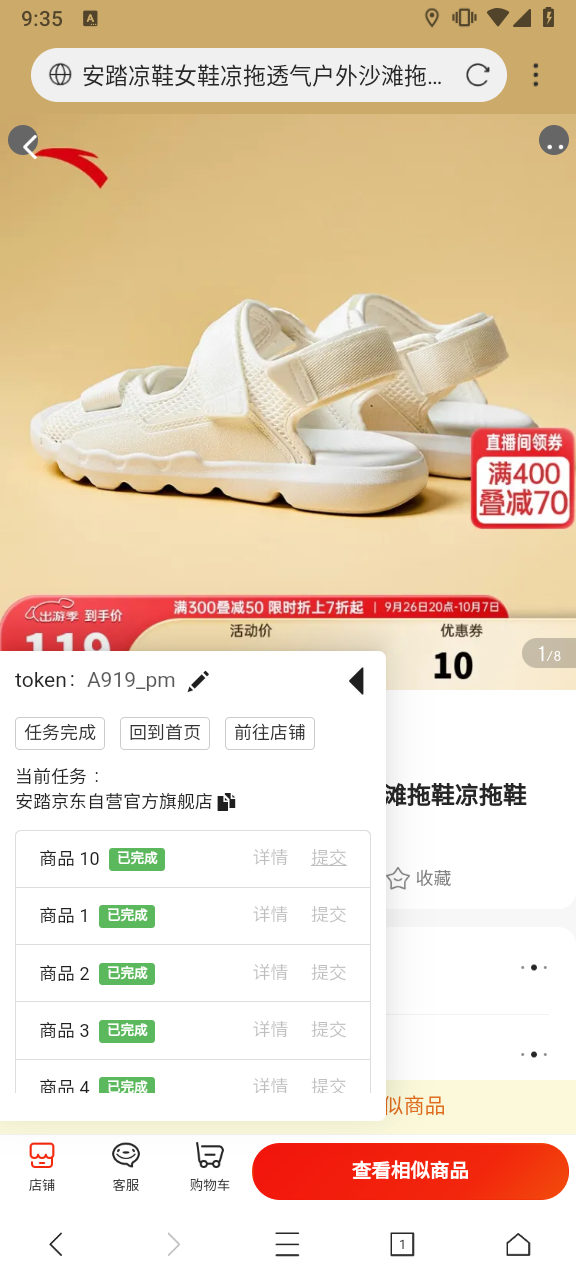 9:35
A
安踏凉鞋女鞋凉拖透气户外沙滩拖...
直播间领券
满400
叠减70
出游季 到手价
满300叠减50 限时折上7折起 | 9月26日20点-10月7日
119
活动价
优惠券
10
1/8
token: A919_pm
任务完成 回到首页 前往店铺
当前任务：
安踏京东自营官方旗舰店
滩拖鞋凉拖鞋
收藏
商品 10 已完成 详情 提交
商品 1 已完成 详情 提交
商品 2 已完成 详情 提交
商品 3 已完成 详情 提交
商品 4 已完成 详情 提交
似商品
店铺 客服 购物车 查看相似商品
1